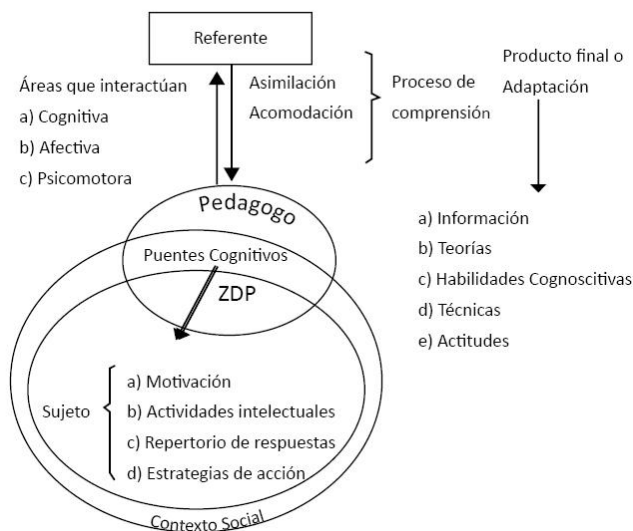 Referente
Áreas que interactúan
a) Cognitiva
b) Afectiva
c) Psicomotora
Asimilación
Acomodación
Proceso de
comprensión
Producto final o
Adaptación
a) Información
b) Teorías
c) Habilidades Cognoscitivas
d) Técnicas
e) Actitudes
Pedagogo
Puentes Cognitivos
ZDP
Sujeto
a) Motivación
b) Actividades intelectuales
c) Repertorio de respuestas
d) Estrategias de acción
Contexto Social